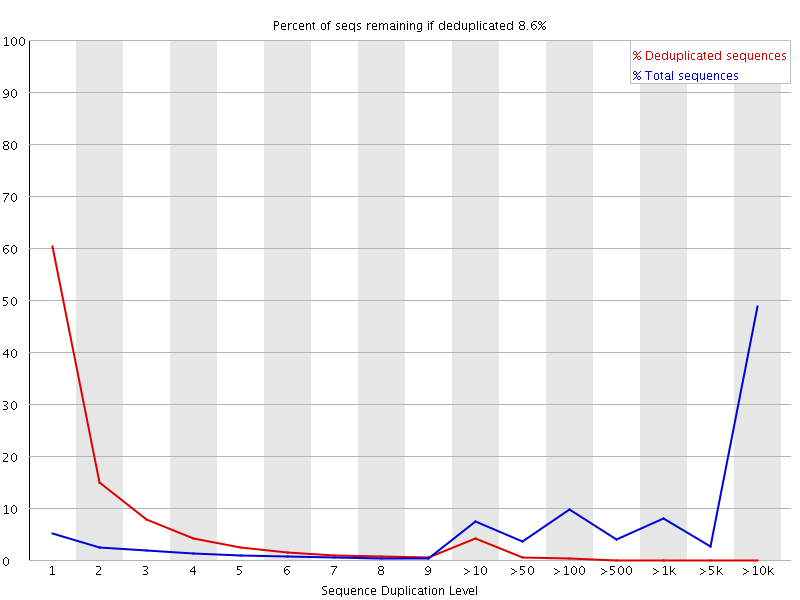 Percent of seqs remaining if deduplicated 8.6%
% Deduplicated sequences
% Total sequences
100
90
80
70
60
50
40
30
20
10
0
1 2 3 4 5 6 7 8 9 >10 >50 >100 >500 >1k >5k >10k
Sequence Duplication Level